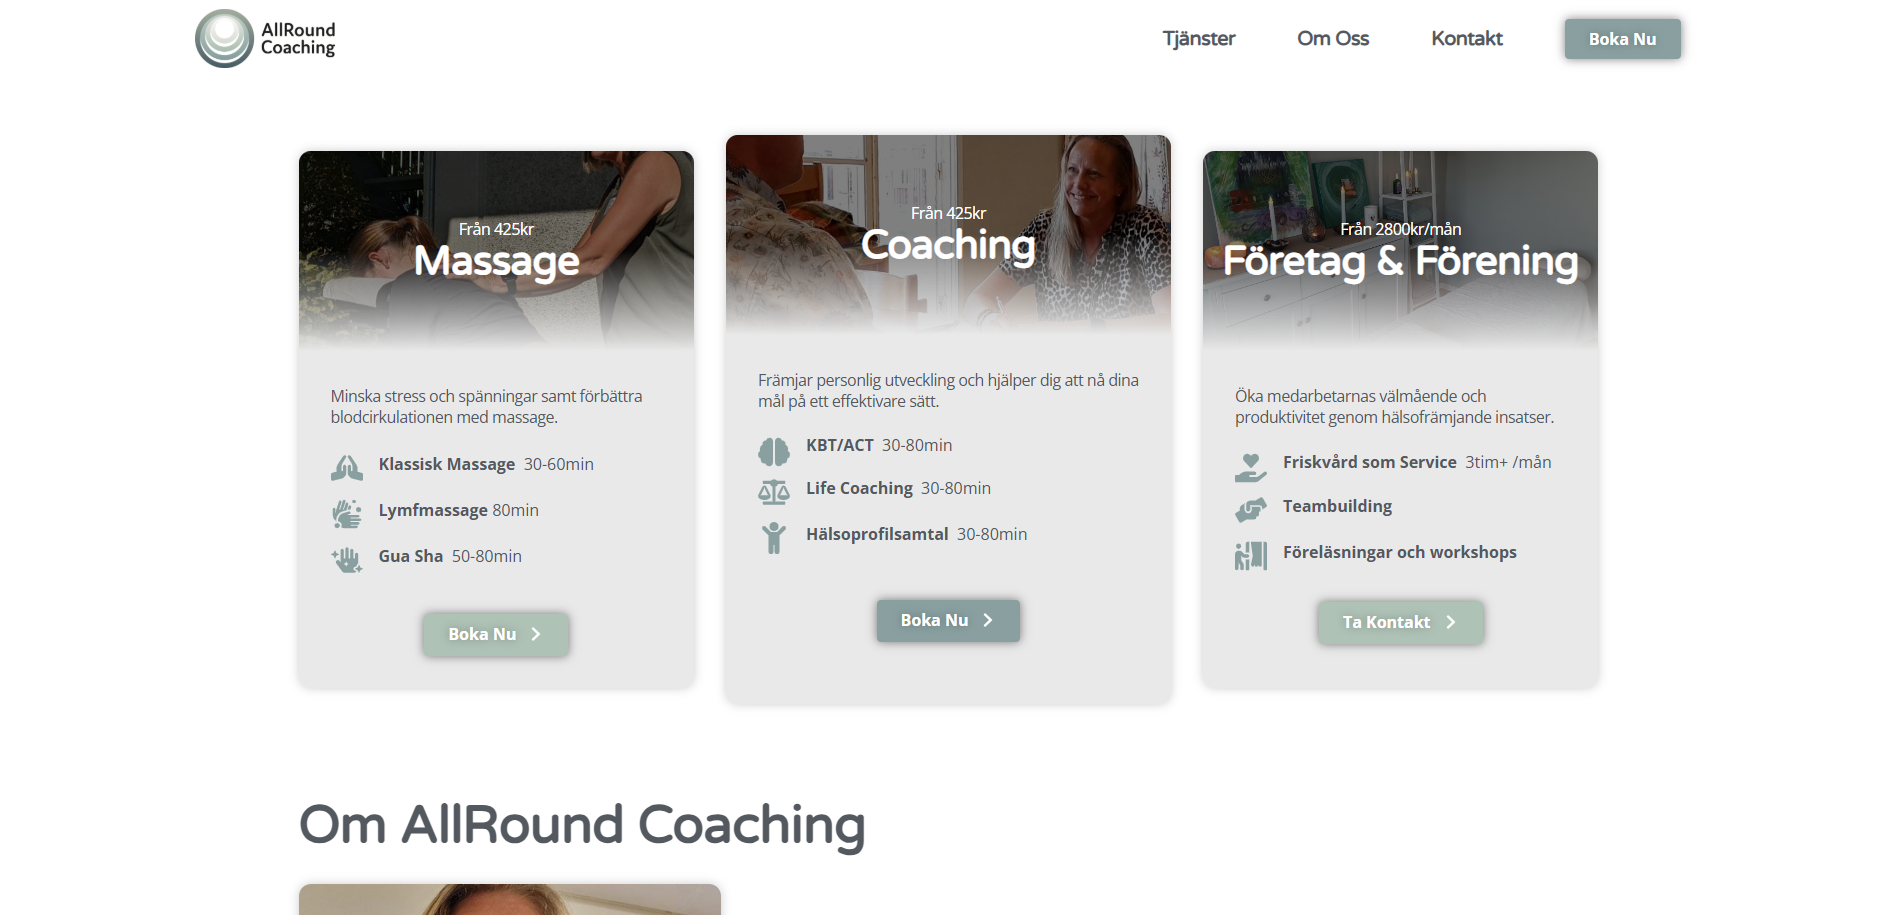 AllRound
Coaching
Tjänster
Om Oss
Kontakt
Boka Nu
Från 425kr
Massage
Minska stress och spänningar samt förbättra
blodcirkulationen med massage.
Klassisk Massage 30-60min
Lymfmassage 80min
Gua Sha 50-80min
Boka Nu
Från 425kr
Coaching
Främjar personlig utveckling och hjälper dig att nå dina
mål på ett effektivare sätt.
KBT/ACT 30-80min
Life Coaching 30-80min
Hälsoprofilsamtal 30-80min
Boka Nu
Från 2800kr/mån
Företag & Förening
Öka medarbetarnas välmående och
produktivitet genom hälsofrämjande insatser.
Friskvård som Service 3tim+ /mån
Teambuilding
Föreläsningar och workshops
Ta Kontakt
Om AllRound Coaching